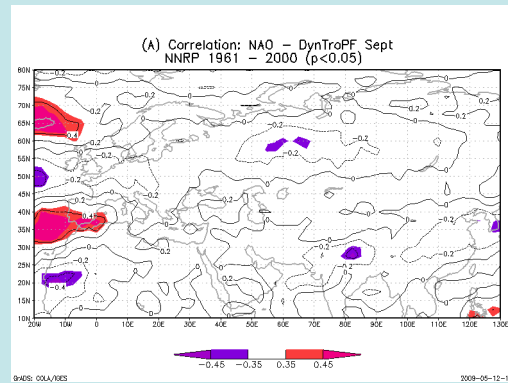 (A) Correlation: NAO – DynTroPF Sept
NNRP 1961 – 2000 (p<0.05)
80N
75N
70N
65N
60N
55N
50N
45N
40N
35N
30N
25N
20N
15N
10N
20W 10W 0 10E 20E 30E 40E 50E 60E 70E 80E 90E 100E 110E 120E 130E
-0.45 -0.35 0.35 0.45
GrADS: COLA/IGES
2009-05-12-1